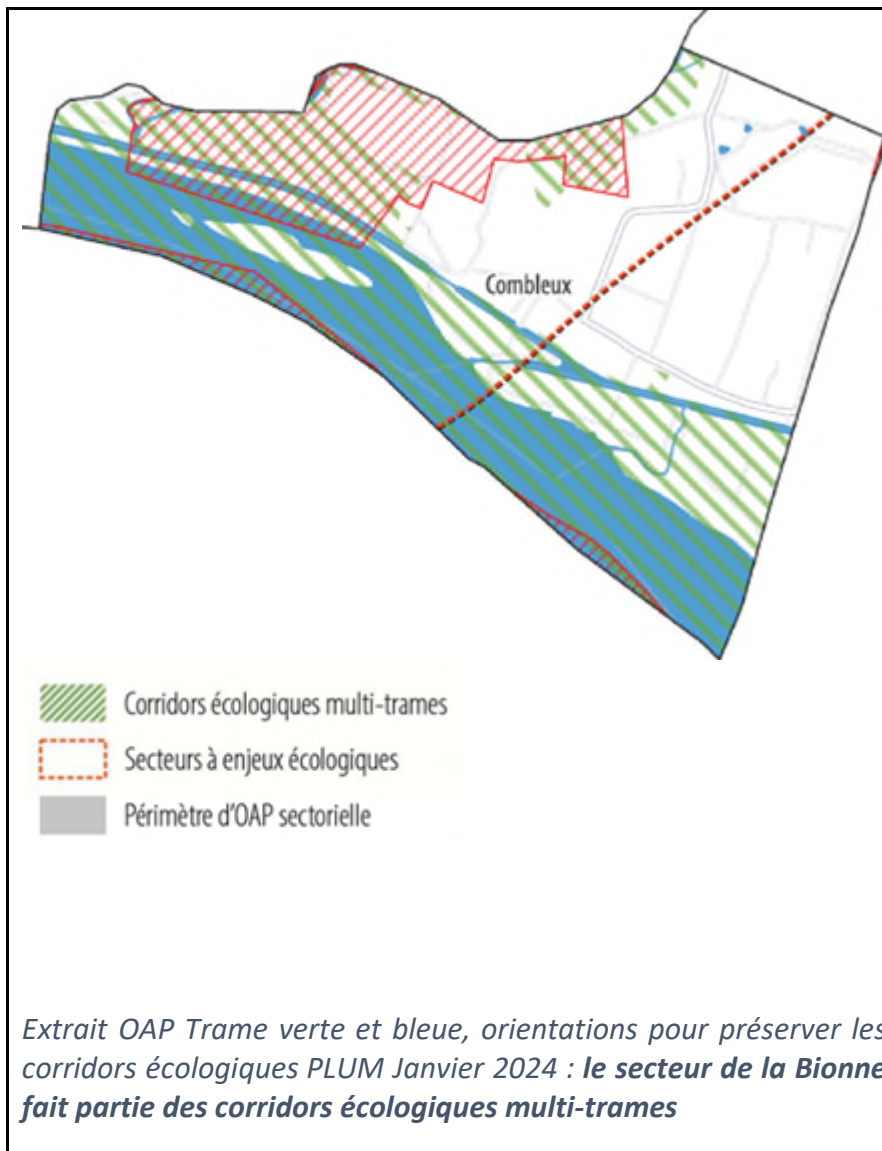 Combleux
Corridors écologiques multi-trames
Secteurs à enjeux écologiques
Périmètre d'OAP sectorielle
Extrait OAP Trame verte et bleue, orientations pour préserver les
corridors écologiques PLUM Janvier 2024 : le secteur de la Bionne
fait partie des corridors écologiques multi-trames